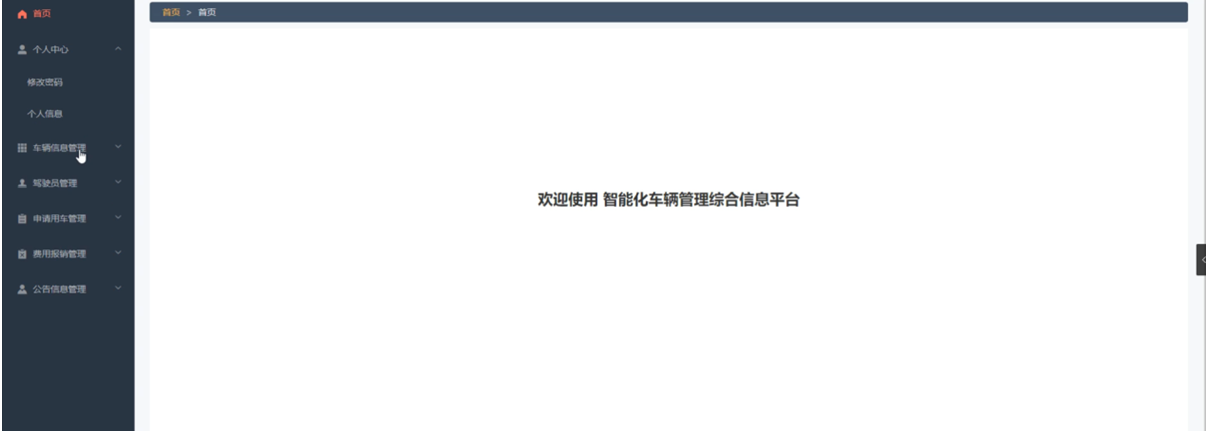 首页
首页 > 首页
个人中心
修改密码
个人信息
车辆信息管理
驾驶员管理
申请用车管理
费用报销管理
公告信息管理
欢迎使用 智能化车辆管理综合信息平台